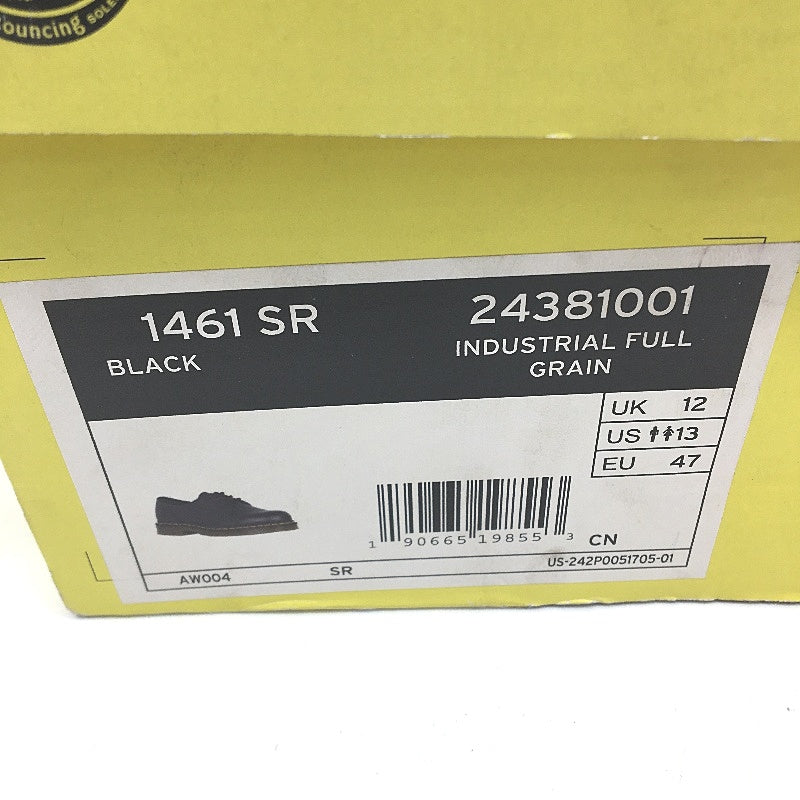 ouncing SOLE
1461 SR
BLACK
24381001
INDUSTRIAL FULL
GRAIN
UK 12
US 13
EU 47
1 90665 19855 3
CN
AW004 SR US-242P0051705-01